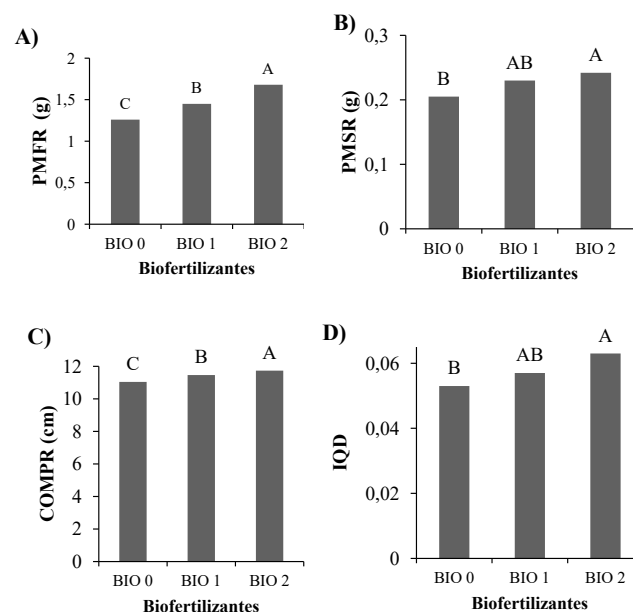 A)
PMFR (g)
2
1,5
1
0,5
0
C
B
A
BIO 0 BIO 1 BIO 2
Biofertilizantes
B)
PMSR (g)
0,3
0,2
0,1
0
B
AB
A
BIO 0 BIO 1 BIO 2
Biofertilizantes
C)
COMPR (cm)
12
10
8
6
4
2
0
C
B
A
BIO 0 BIO 1 BIO 2
Biofertilizantes
D)
IQD
0,06
0,04
0,02
0
B
AB
A
BIO 0 BIO 1 BIO 2
Biofertilizantes